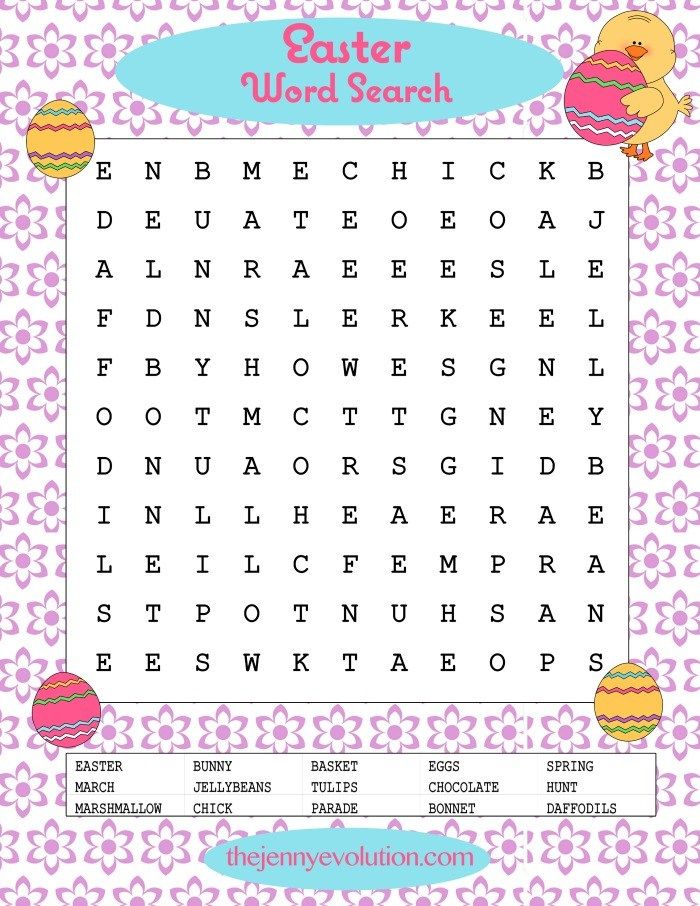 Easter
Word Search
E N B M E C H I C K B
D E U A T E O E O A J
A L N R A E E E S L E
F D N S L E R K E E L
F B Y H O W E S G N L
O O T M C T T G N E Y
D N U A O R S G I D B
I N L L H E A E R A E
L E I L C F E M P R A
S T P O T N U H S A N
E E S W K T A E O P S
EASTER BUNNY BASKET EGGS SPRING
MARCH JELLYBEANS TULIPS CHOCOLATE HUNT
MARSHMALLOW CHICK PARADE BONNET DAFFODILS
thejennyevolution.com